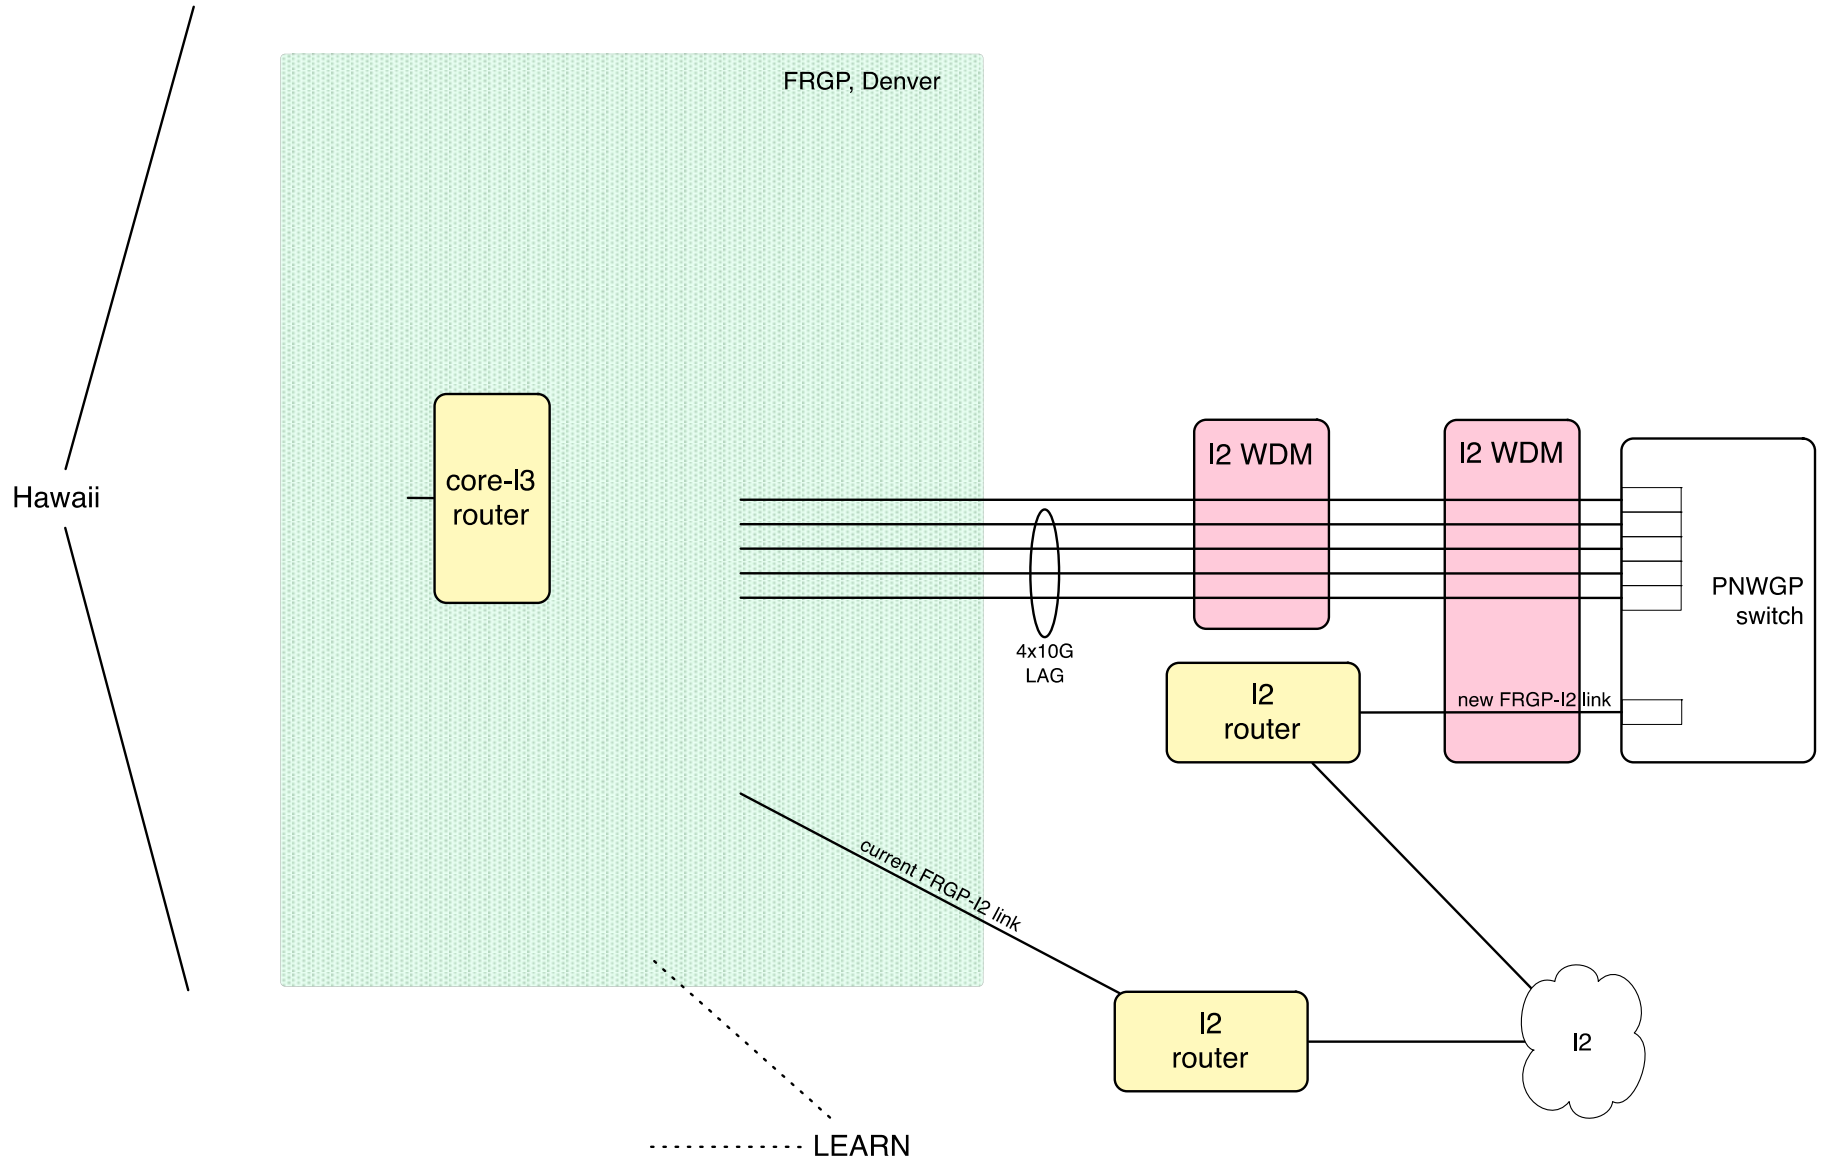 FRGP, Denver
Hawaii
core-l3
router
I2 WDM
I2 WDM
PNWGP
switch
4x10G
LAG
I2
router
new FRGP-I2 link
current FRGP-I2 link
I2
router
I2
LEARN